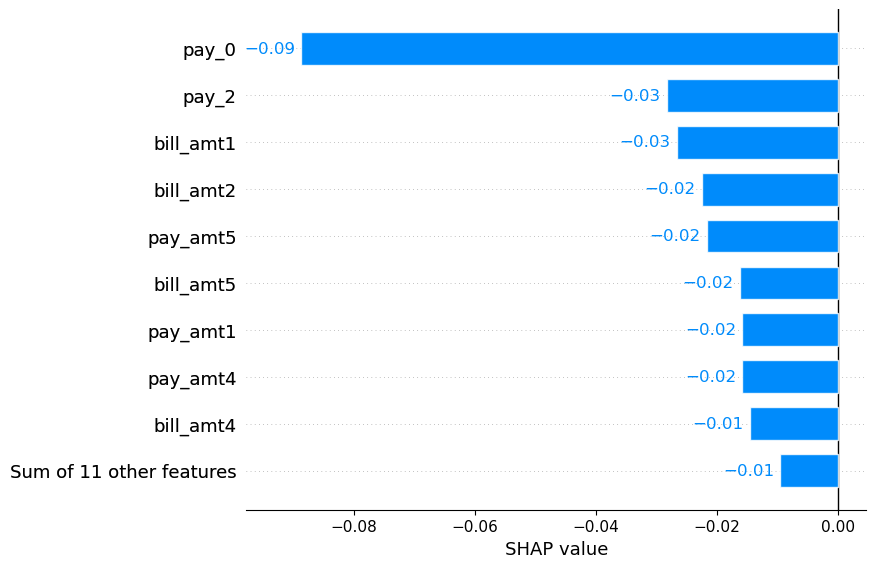 pay_0 −0.09
pay_2 −0.03
bill_amt1 −0.03
bill_amt2 −0.02
pay_amt5 −0.02
bill_amt5 −0.02
pay_amt1 −0.02
pay_amt4 −0.02
bill_amt4 −0.01
Sum of 11 other features −0.01
−0.08 −0.06 −0.04 −0.02 0.00
SHAP value